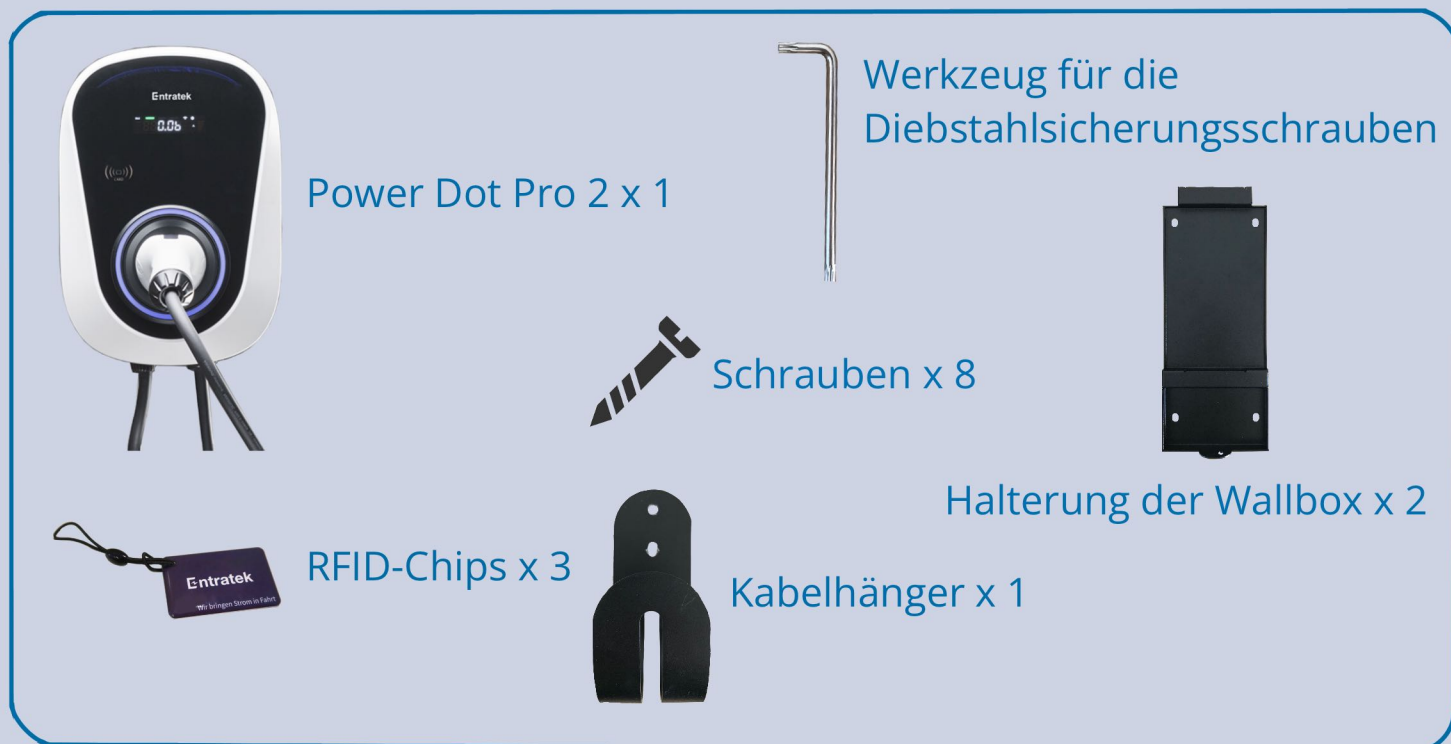 Entratek
0.06
Power Dot Pro 2 x 1
Werkzeug für die
Diebstahlsicherungsschrauben
Schrauben x 8
Halterung der Wallbox x 2
Entratek
Wir bringen Strom in Fahrt
RFID-Chips x 3
Kabelhänger x 1